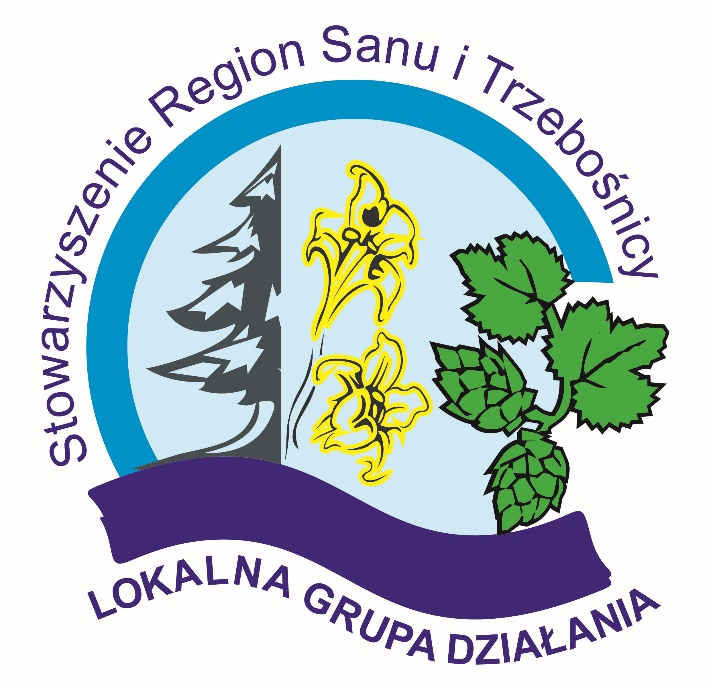 Stowarzyszenie Region Sanu i Trzebośnicy
LOKALNA GRUPA DZIAŁANIA